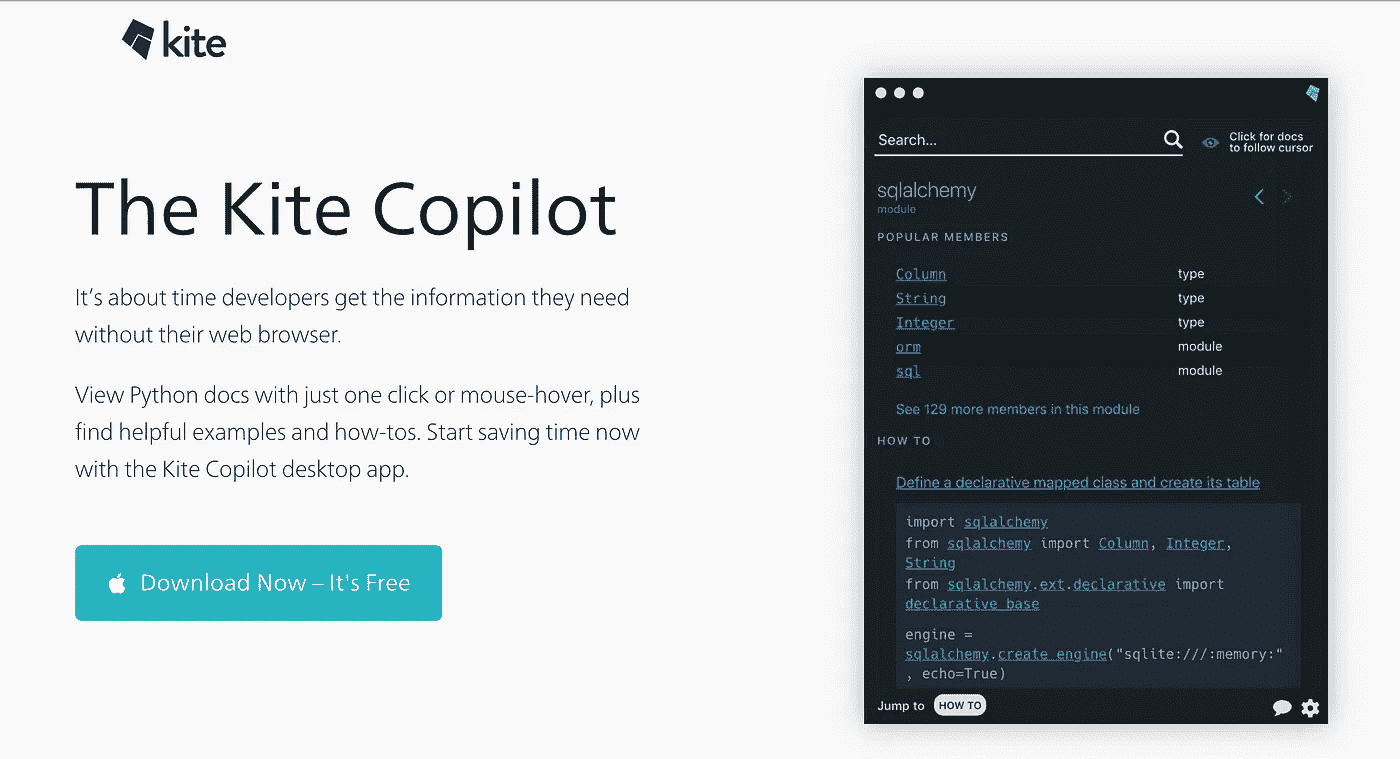 kite
The Kite Copilot
It’s about time developers get the information they need
without their web browser.
View Python docs with just one click or mouse-hover, plus
find helpful examples and how-tos. Start saving time now
with the Kite Copilot desktop app.
Download Now – It's Free
Search...
Click for docs
to follow cursor
sqlalchemy
module
POPULAR MEMBERS
Column type
String type
Integer type
orm module
sql module
See 129 more members in this module
HOW TO
Define a declarative mapped class and create its table
import sqlalchemy
from sqlalchemy import Column, Integer,
String
from sqlalchemy.ext.declarative import
declarative_base
engine =
sqlalchemy.create_engine("sqlite:///:memory:"
, echo=True)
Jump to HOW TO